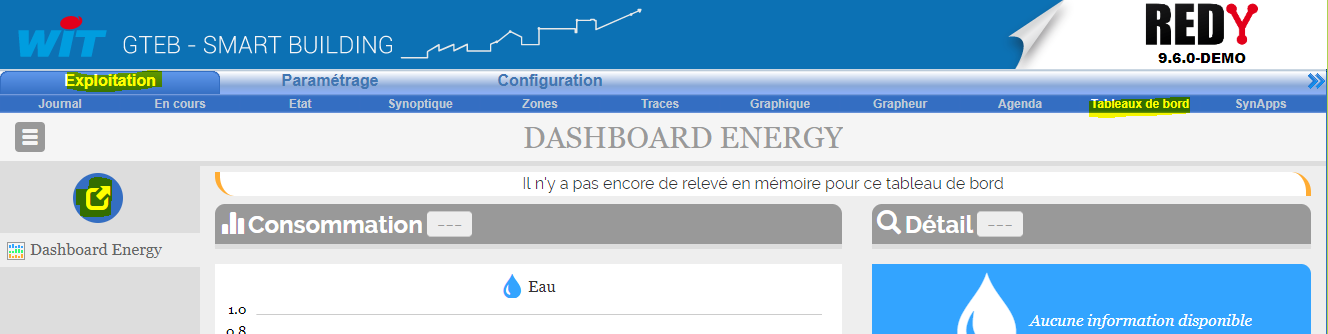 WIT GTEB - SMART BUILDING
REDY
9.6.0-DEMO
Exploitation Paramétrage Configuration
Journal En cours Etat Synoptique Zones Traces Graphique Grapheur Agenda Tableaux de bord SynApps
DASHBOARD ENERGY
Il n'y a pas encore de relevé en mémoire pour ce tableau de bord
Consommation --- Détail ---
Dashboard Energy
Eau
1.0
Aucune information disponible
0.8